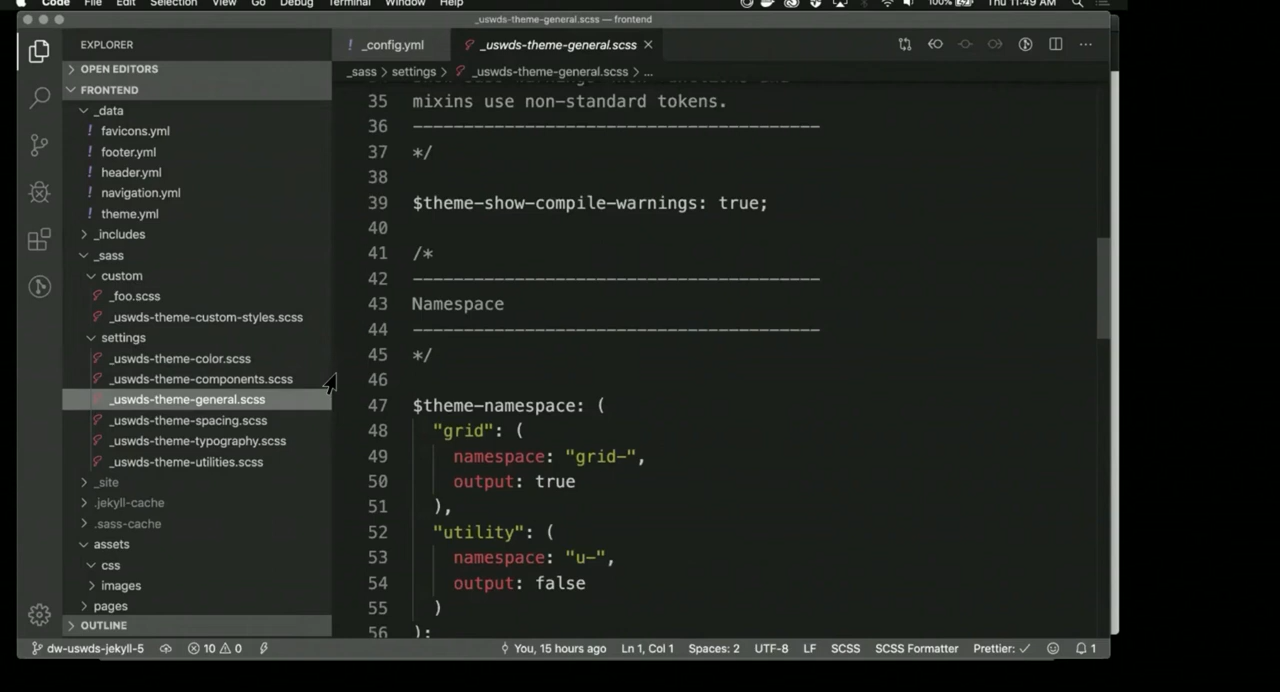 Code File Edit Selection View Go Debug Terminal Window Help 100% Thu 11:49 AM
_uswds-theme-general.scss — frontend
EXPLORER
OPEN EDITORS
FRONTEND
_data
favicons.yml
footer.yml
header.yml
navigation.yml
theme.yml
_includes
_sass
custom
_foo.scss
_uswds-theme-custom-styles.scss
settings
_uswds-theme-color.scss
_uswds-theme-components.scss
_uswds-theme-general.scss
_uswds-theme-spacing.scss
_uswds-theme-typography.scss
_uswds-theme-utilities.scss
_site
.jekyll-cache
.sass-cache
assets
css
images
pages
OUTLINE
! _config.yml _uswds-theme-general.scss ×
_sass > settings > _uswds-theme-general.scss > ...
35 mixins use non-standard tokens.
36 ----------------------------------------
37 */
38
39 $theme-show-compile-warnings: true;
40
41 /*
42 ----------------------------------------
43 Namespace
44 ----------------------------------------
45 */
46
47 $theme-namespace: (
48 "grid": (
49 namespace: "grid-",
50 output: true
51 ),
52 "utility": (
53 namespace: "u-",
54 output: false
55 )
56 );
dw-uswds-jekyll-5 10 0 You, 15 hours ago Ln 1, Col 1 Spaces: 2 UTF-8 LF SCSS SCSS Formatter Prettier: ✓ 1